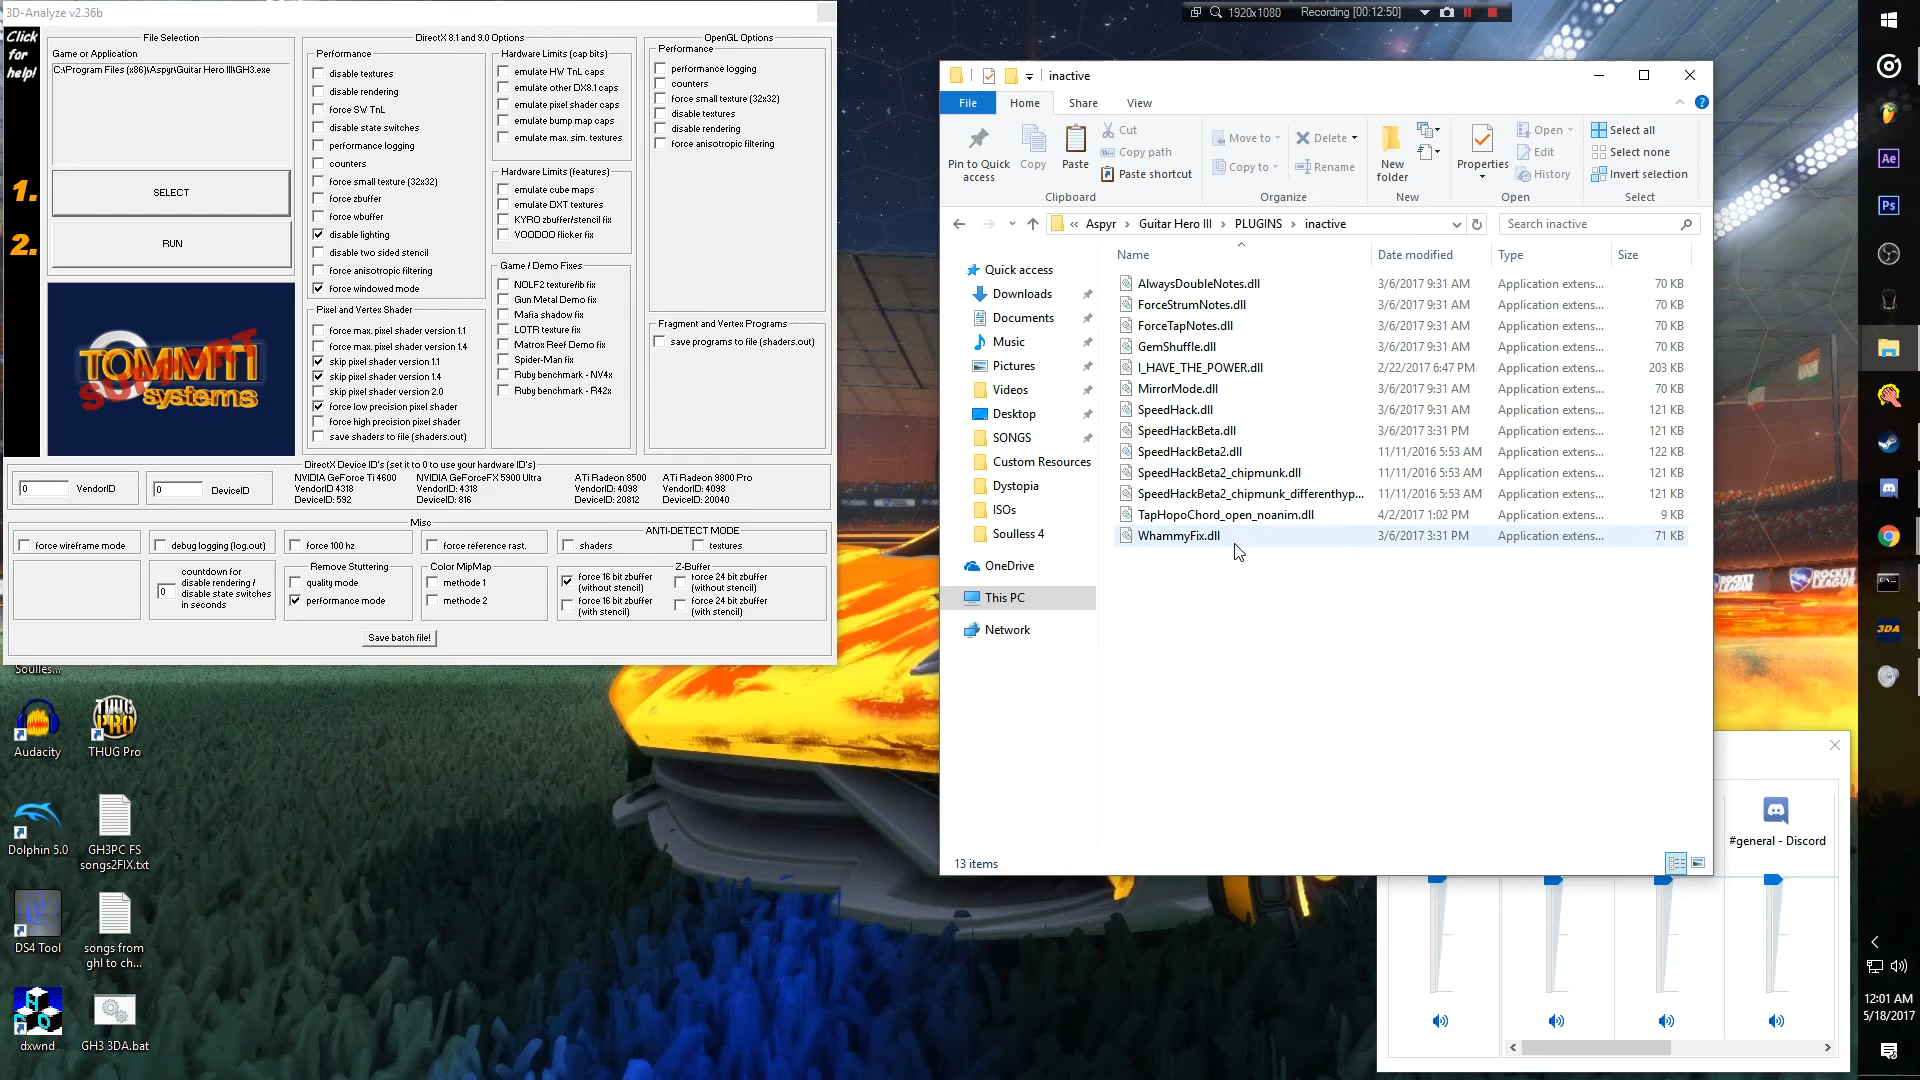 3D-Analyze v2.36b
Click for help!
1.
2.
File Selection
Game or Application
C:\Program Files (x86)\Aspyr\Guitar Hero III\GH3.exe
SELECT
RUN
TOMMTI
systems
SUPPORT
DirectX 8.1 and 9.0 Options
Performance
disable textures
disable rendering
force SW TnL
disable state switches
performance logging
counters
force small texture (32x32)
force zbuffer
force wbuffer
disable lighting
disable two sided stencil
force anisotropic filtering
force windowed mode
Pixel and Vertex Shader
force max. pixel shader version 1.1
force max. pixel shader version 1.4
skip pixel shader version 1.1
skip pixel shader version 1.4
skip pixel shader version 2.0
force low precision pixel shader
force high precision pixel shader
save shaders to file (shaders.out)
Hardware Limits (cap bits)
emulate HW TnL caps
emulate other DX8.1 caps
emulate pixel shader caps
emulate bump map caps
emulate max. sim. textures
Hardware Limits (features)
emulate cube maps
emulate DXT textures
KYRO zbuffer/stencil fix
VOODOO flicker fix
Game / Demo Fixes
NOLF2 texture/ib fix
Gun Metal Demo fix
Mafia shadow fix
LOTR texture fix
Matrox Reef Demo fix
Spider-Man fix
Ruby benchmark - NV4x
Ruby benchmark - R42x
OpenGL Options
Performance
performance logging
counters
force small texture (32x32)
disable textures
disable rendering
force anisotropic filtering
Fragment and Vertex Programs
save programs to file (shaders.out)
DirectX Device ID's (set it to 0 to use your hardware ID's)
0 VendorID
0 DeviceID
NVIDIA GeForce Ti 4600
VendorID 4318
DeviceID: 592
NVIDIA GeForceFX 5900 Ultra
VendorID: 4318
DeviceID: 816
ATi Radeon 8500
VendorID: 4098
DeviceID: 20812
ATi Radeon 9800 Pro
VendorID: 4098
DeviceID: 20040
Misc
ANTI-DETECT MODE
force wireframe mode
debug logging (log.out)
force 100 hz
force reference rast.
shaders
textures
0
countdown for
disable rendering /
disable state switches
in seconds
Remove Stuttering
quality mode
performance mode
Color MipMap
methode 1
methode 2
Z-Buffer
force 16 bit zbuffer
(without stencil)
force 24 bit zbuffer
(without stencil)
force 16 bit zbuffer
(with stencil)
force 24 bit zbuffer
(with stencil)
Save batch file!
Soulles...
Audacity
THUG PRO
THUG Pro
Dolphin 5.0
GH3PC FS
songs2FIX.txt
DS4 Tool
songs from
ghl to ch...
dxwnd
GH3 3DA.bat
1920x1080
Recording [00:12:50]
inactive
File
Home
Share
View
Pin to Quick
access
Copy
Paste
Cut
Copy path
Paste shortcut
Clipboard
Move to
Copy to
Delete
Rename
Organize
New
folder
New
Properties
Open
Edit
History
Open
Select all
Select none
Invert selection
Select
« Aspyr > Guitar Hero III > PLUGINS > inactive
Search inactive
Quick access
Downloads
Documents
Music
Pictures
Videos
Desktop
SONGS
Custom Resources
Dystopia
ISOs
Soulless 4
OneDrive
This PC
Network
Name Date modified Type Size
AlwaysDoubleNotes.dll 3/6/2017 9:31 AM Application extens... 70 KB
ForceStrumNotes.dll 3/6/2017 9:31 AM Application extens... 70 KB
ForceTapNotes.dll 3/6/2017 9:31 AM Application extens... 70 KB
GemShuffle.dll 3/6/2017 9:31 AM Application extens... 70 KB
I_HAVE_THE_POWER.dll 2/22/2017 6:47 PM Application extens... 203 KB
MirrorMode.dll 3/6/2017 9:31 AM Application extens... 70 KB
SpeedHack.dll 3/6/2017 9:31 AM Application extens... 121 KB
SpeedHackBeta.dll 3/6/2017 3:31 PM Application extens... 121 KB
SpeedHackBeta2.dll 11/11/2016 5:53 AM Application extens... 122 KB
SpeedHackBeta2_chipmunk.dll 11/11/2016 5:53 AM Application extens... 121 KB
SpeedHackBeta2_chipmunk_differenthyp... 11/11/2016 5:53 AM Application extens... 121 KB
TapHopoChord_open_noanim.dll 4/2/2017 1:02 PM Application extens... 9 KB
WhammyFix.dll 3/6/2017 3:31 PM Application extens... 71 KB
13 items
#general - Discord
ROCKET LEAGUE
ROCKET LEAGUE
Ae
Ps
3DA
12:01 AM
5/18/2017